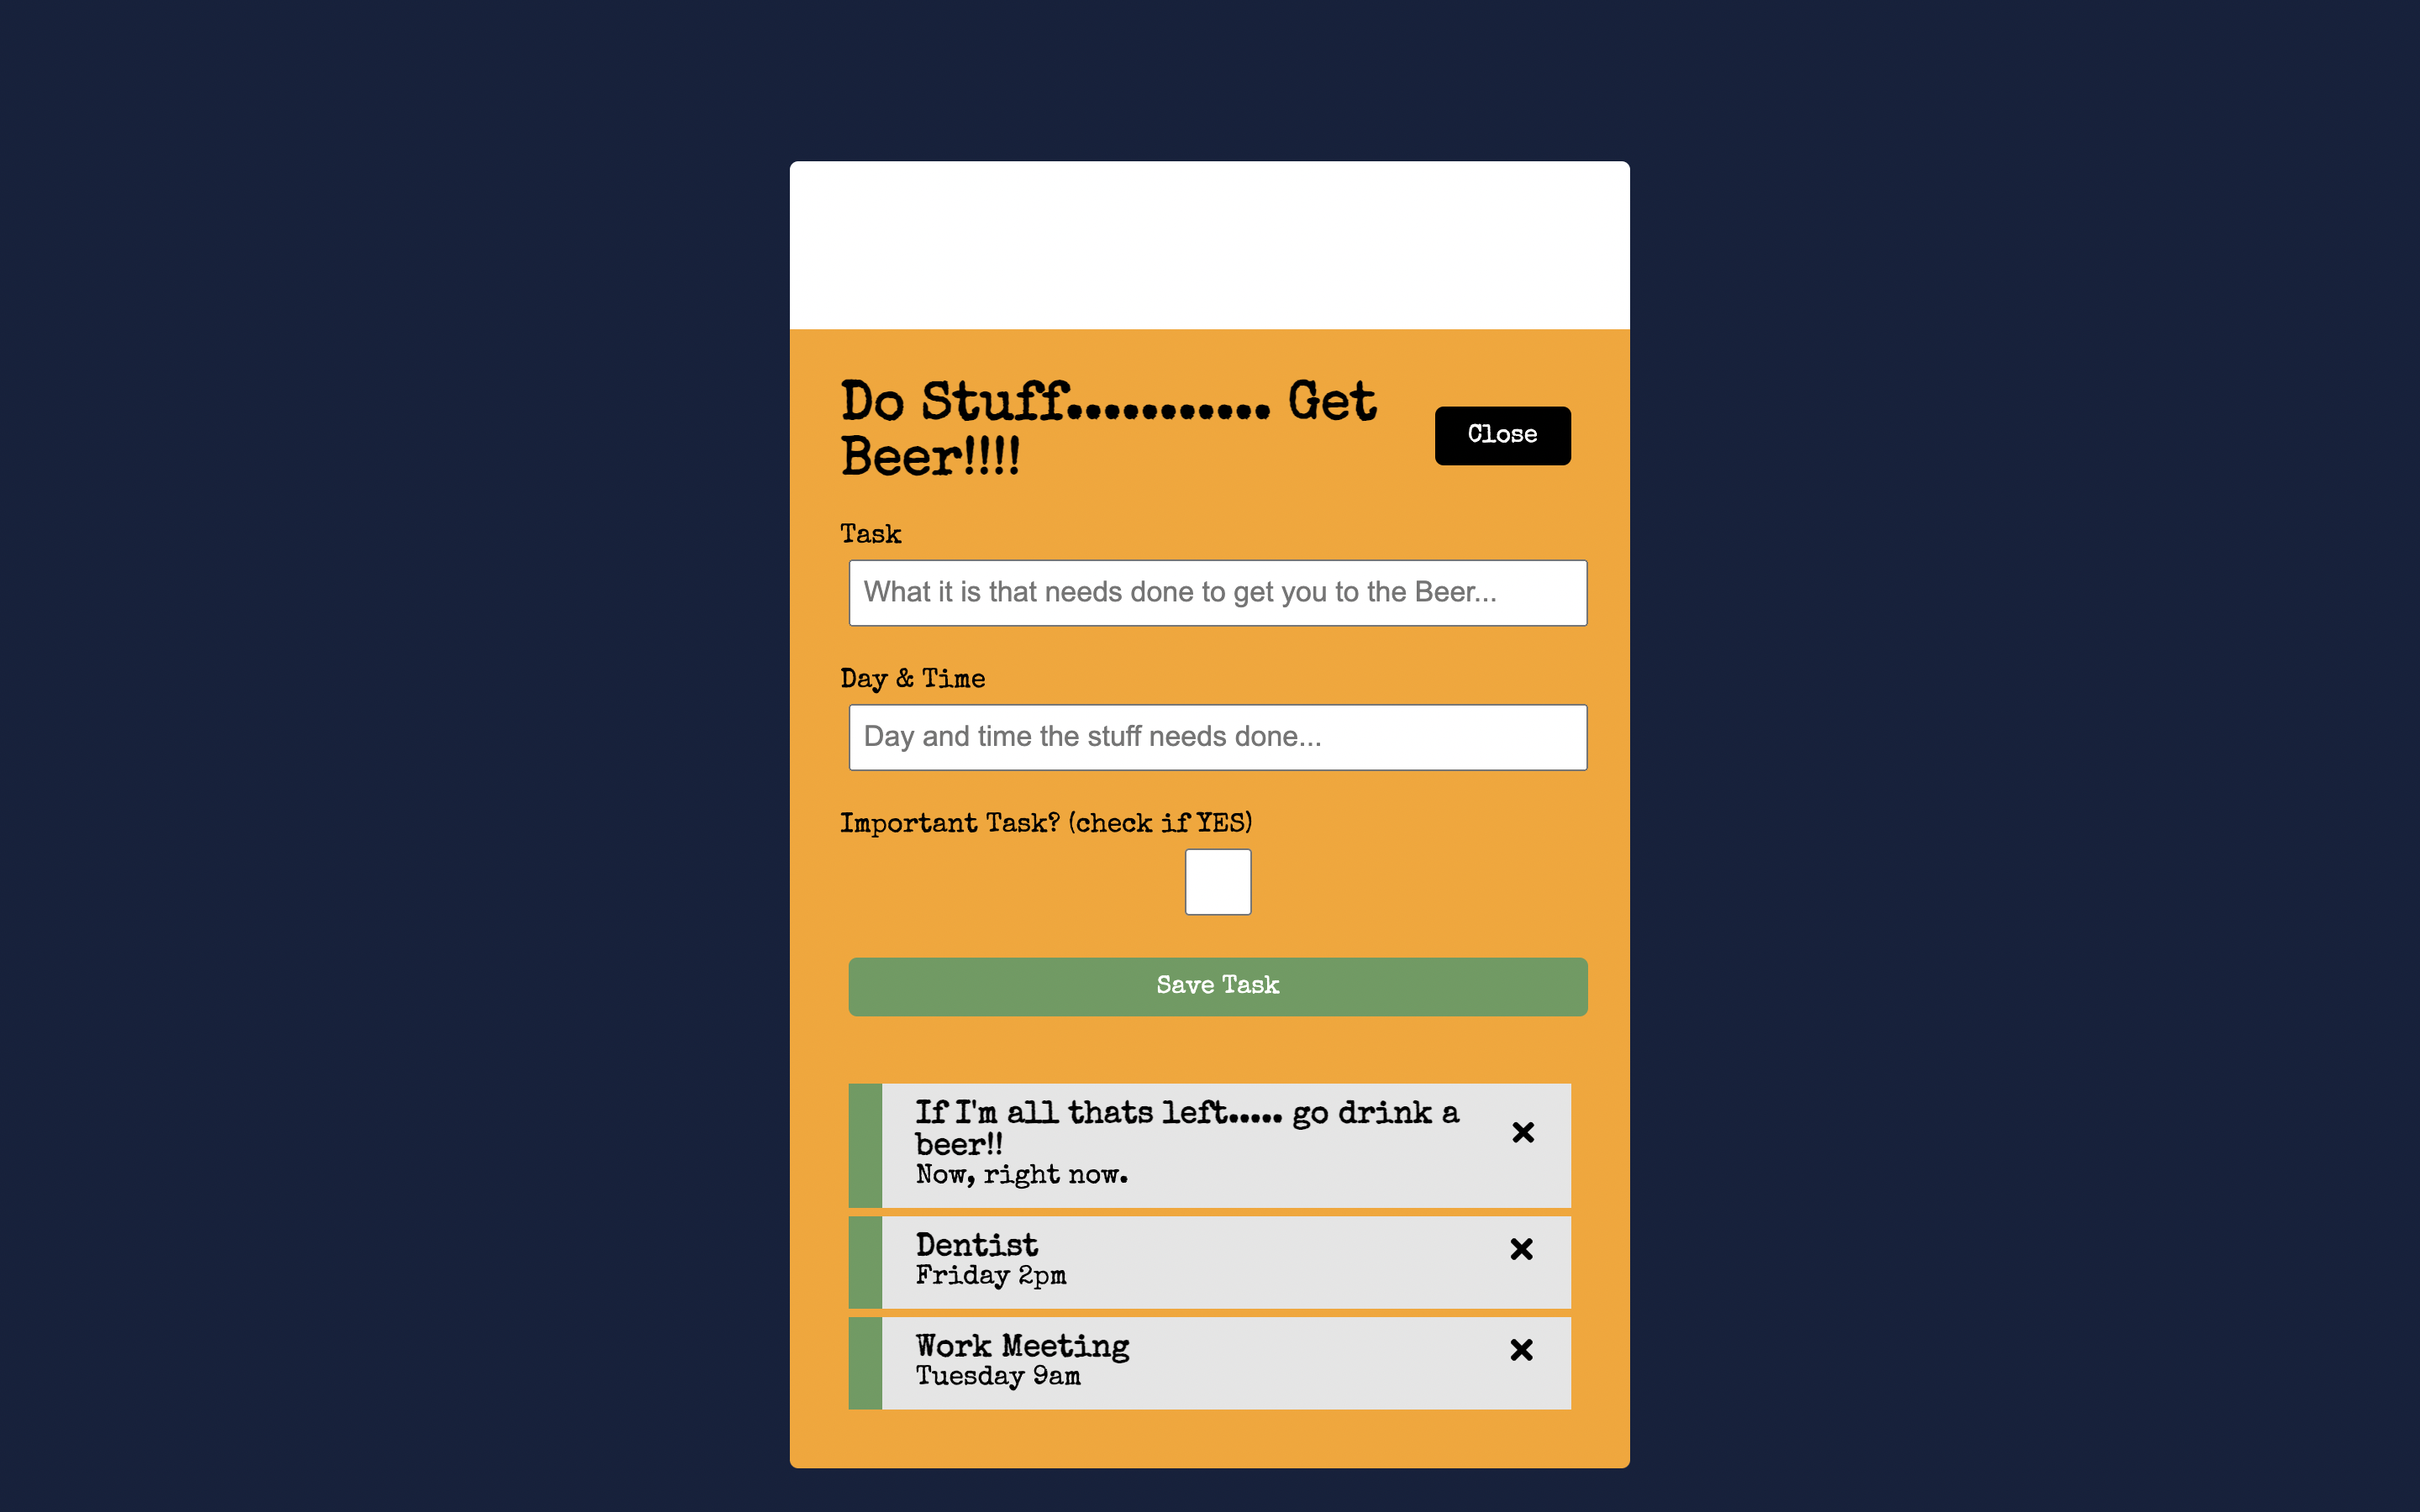 Do Stuff........... Get
Beer!!!!
Close
Task
What it is that needs done to get you to the Beer...
Day & Time
Day and time the stuff needs done...
Important Task? (check if YES)
Save Task
If I'm all thats left..... go drink a
beer!!
Now, right now.
Dentist
Friday 2pm
Work Meeting
Tuesday 9am